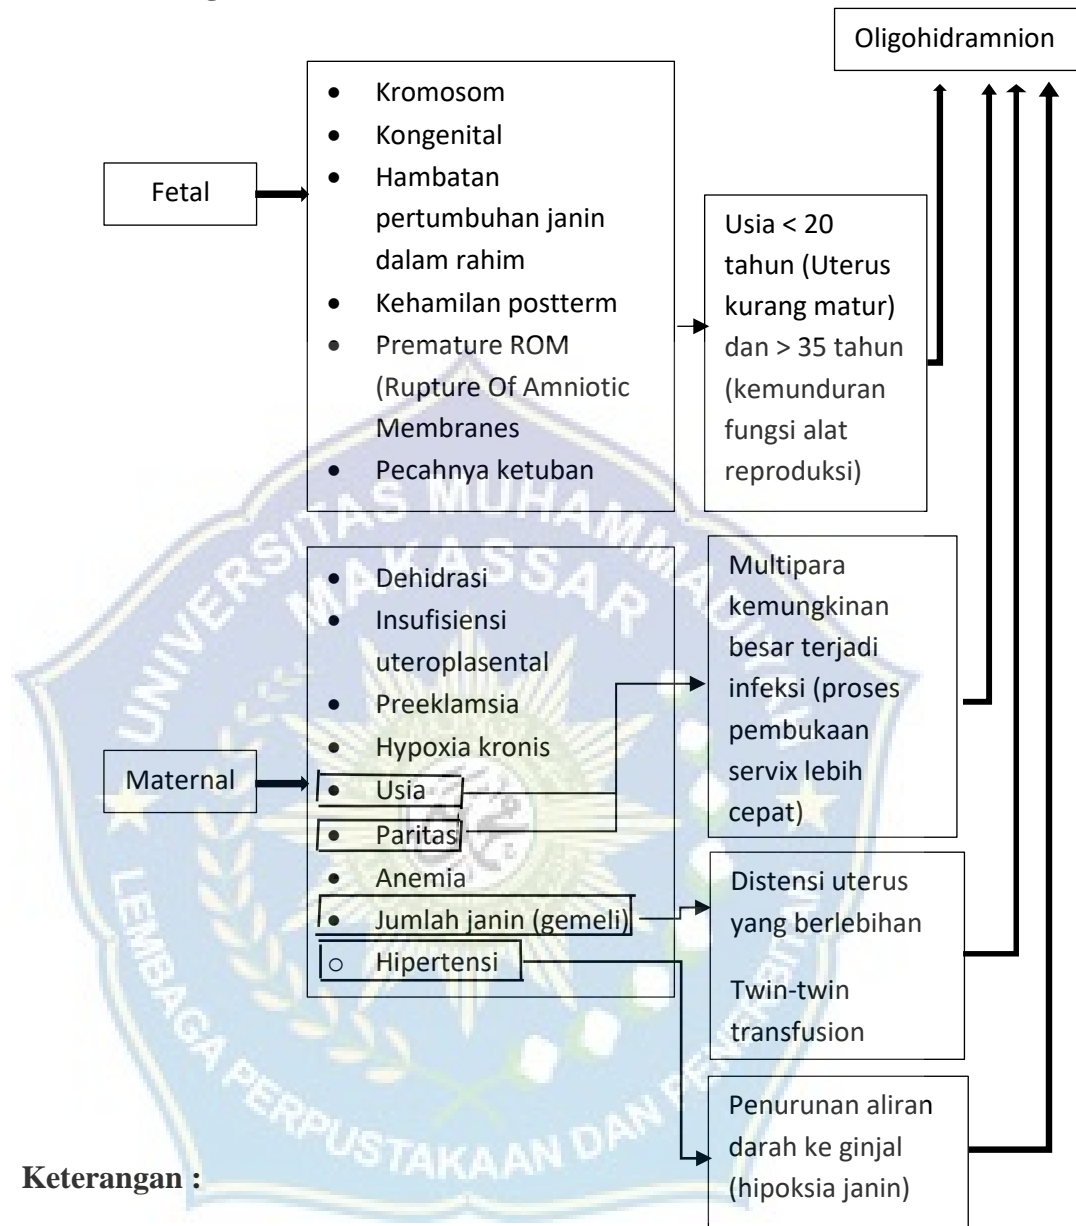 Oligohidramnion
Fetal
• Kromosom
• Kongenital
• Hambatan
pertumbuhan janin
dalam rahim
• Kehamilan postterm
• Premature ROM
(Rupture Of Amniotic
Membranes
• Pecahnya ketuban
Usia < 20
tahun (Uterus
kurang matur)
dan > 35 tahun
(kemunduran
fungsi alat
reproduksi)
Maternal
• Dehidrasi
• Insufisiensi
uteroplasental
• Preeklamsia
• Hypoxia kronis
• Usia
• Paritas
• Anemia
• Jumlah janin (gemeli)
○ Hipertensi
Multipara
kemungkinan
besar terjadi
infeksi (proses
pembukaan
servix lebih
cepat)
Distensi uterus
yang berlebihan
Twin-twin
transfusion
Penurunan aliran
darah ke ginjal
(hipoksia janin)
Keterangan :
UNIVERSITAS MUHAMMADIYAH
MAKASSAR
LEMBAGA PERPUSTAKAAN DAN PENERBITAN